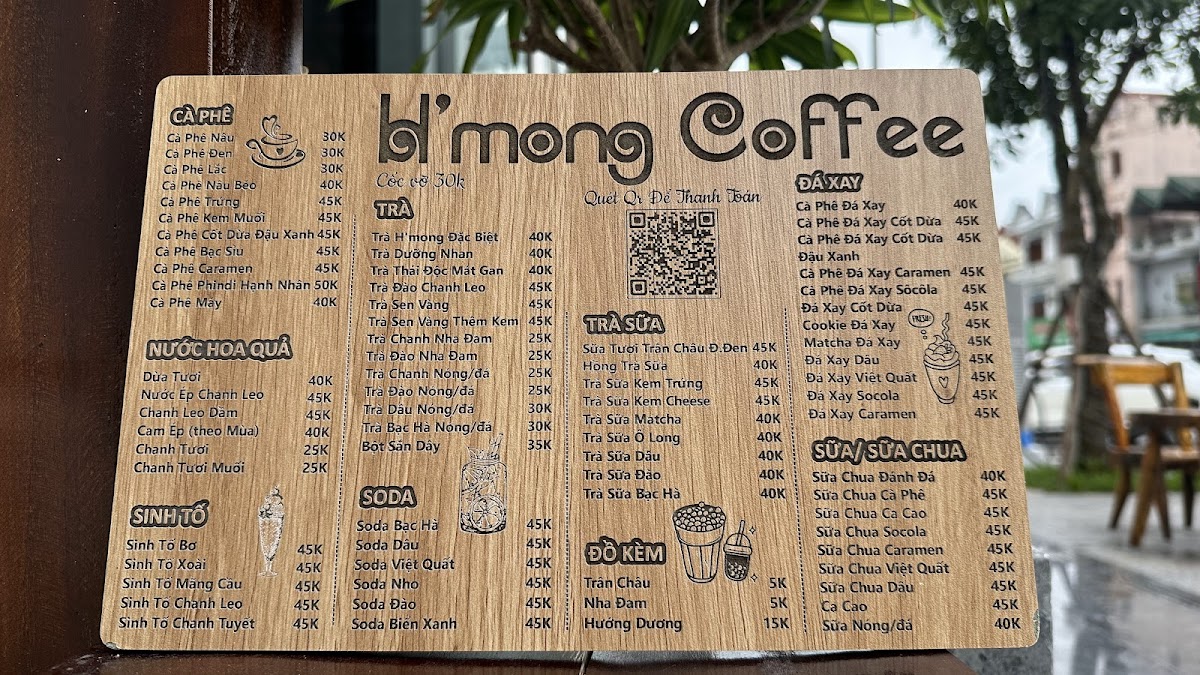 H'mong Coffee
Cốc vỡ 30k
Quét Qr Để Thanh Toán
CÀ PHÊ
Cà Phê Nâu 30K
Cà Phê Đen 30K
Cà Phê Lắc 30K
Cà Phê Nâu Béo 40K
Cà Phê Trứng 45K
Cà Phê Kem Muối 45K
Cà Phê Cốt Dừa Đậu Xanh 45K
Cà Phê Bạc Sỉu 45K
Cà Phê Caramen 45K
Cà Phê Phindi Hạnh Nhân 50K
Cà Phê Máy 40K
NƯỚC HOA QUẢ
Dừa Tươi 40K
Nước Ép Chanh Leo 45K
Chanh Leo Dầm 45K
Cam Ép (theo Mùa) 40K
Chanh Tươi 25K
Chanh Tươi Muối 25K
SINH TỐ
Sinh Tố Bơ 45K
Sinh Tố Xoài 45K
Sinh Tố Mãng Cầu 45K
Sinh Tố Chanh Leo 45K
Sinh Tố Chanh Tuyết 45K
TRÀ
Trà H'mong Đặc Biệt 40K
Trà Dưỡng Nhan 40K
Trà Thải Độc Mát Gan 40K
Trà Đào Chanh Leo 45K
Trà Sen Vàng 45K
Trà Sen Vàng Thêm Kem 45K
Trà Chanh Nha Đam 25K
Trà Đào Nha Đam 25K
Trà Chanh Nóng/đá 25K
Trà Đào Nóng/đá 25K
Trà Dâu Nóng/đá 30K
Trà Bạc Hà Nóng/đá 30K
Bột Sắn Dây 35K
SODA
Soda Bạc Hà 45K
Soda Dâu 45K
Soda Việt Quất 45K
Soda Nho 45K
Soda Đào 45K
Soda Biển Xanh 45K
TRÀ SỮA
Sữa Tươi Trân Châu Đ.Đen 45K
Hồng Trà Sữa 40K
Trà Sữa Kem Trứng 45K
Trà Sữa Kem Cheese 45K
Trà Sữa Matcha 40K
Trà Sữa Ô Long 40K
Trà Sữa Dâu 40K
Trà Sữa Đào 40K
Trà Sữa Bạc Hà 40K
ĐỒ KÈM
Trân Châu 5K
Nha Đam 5K
Hướng Dương 15K
ĐÁ XAY
Cà Phê Đá Xay 40K
Cà Phê Đá Xay Cốt Dừa 45K
Cà Phê Đá Xay Cốt Dừa 45K
Đậu Xanh
Cà Phê Đá Xay Caramen 45K
Cà Phê Đá Xay Sôcôla 45K
Đá Xay Cốt Dừa 45K
Cookie Đá Xay 45K
Matcha Đá Xay 45K
Đá Xay Dâu 45K
Đá Xay Việt Quất 45K
Đá Xay Socola 45K
Đá Xay Caramen 45K
FRESH!
SỮA/ SỮA CHUA
Sữa Chua Đánh Đá 40K
Sữa Chua Cà Phê 45K
Sữa Chua Ca Cao 45K
Sữa Chua Socola 45K
Sữa Chua Caramen 45K
Sữa Chua Việt Quất 45K
Sữa Chua Dâu 45K
Ca Cao 40K
Sữa Nóng/đá 40K